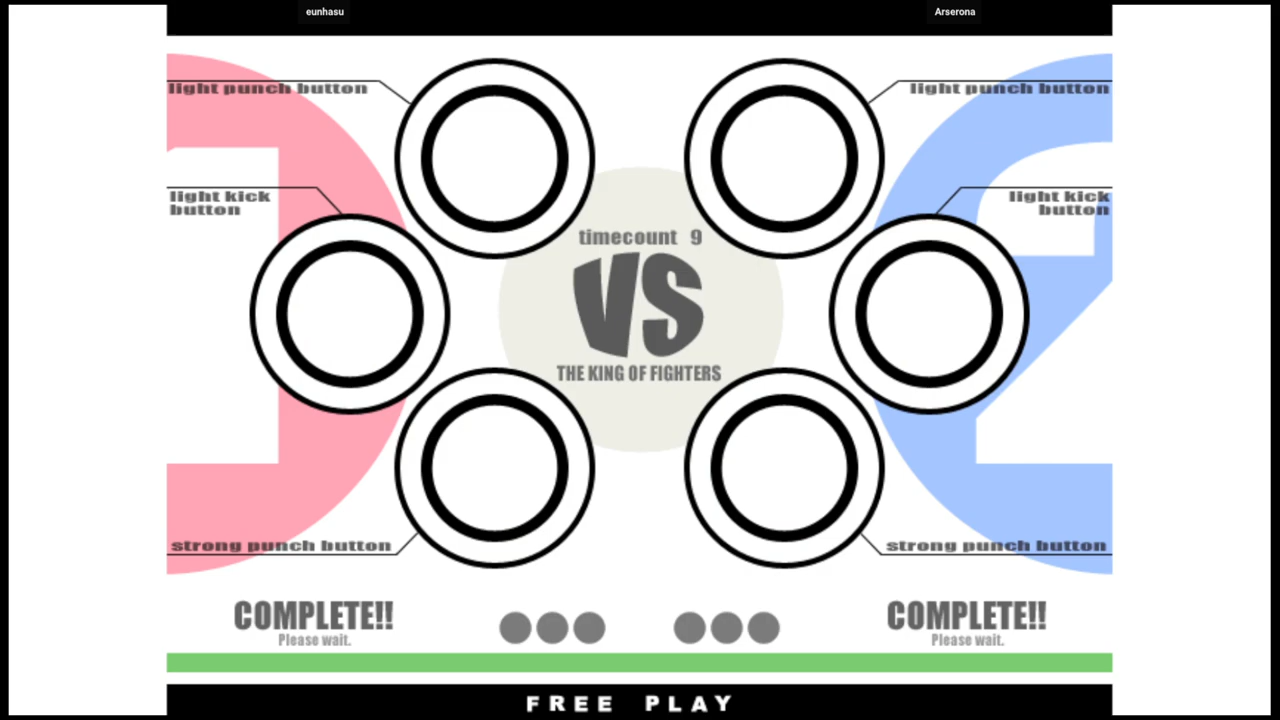 eunhasu
Arserona
light punch button
light punch button
light kick
button
light kick
button
timecount 9
VS
THE KING OF FIGHTERS
strong punch button
strong punch button
COMPLETE!!
Please wait.
COMPLETE!!
Please wait.
FREE PLAY